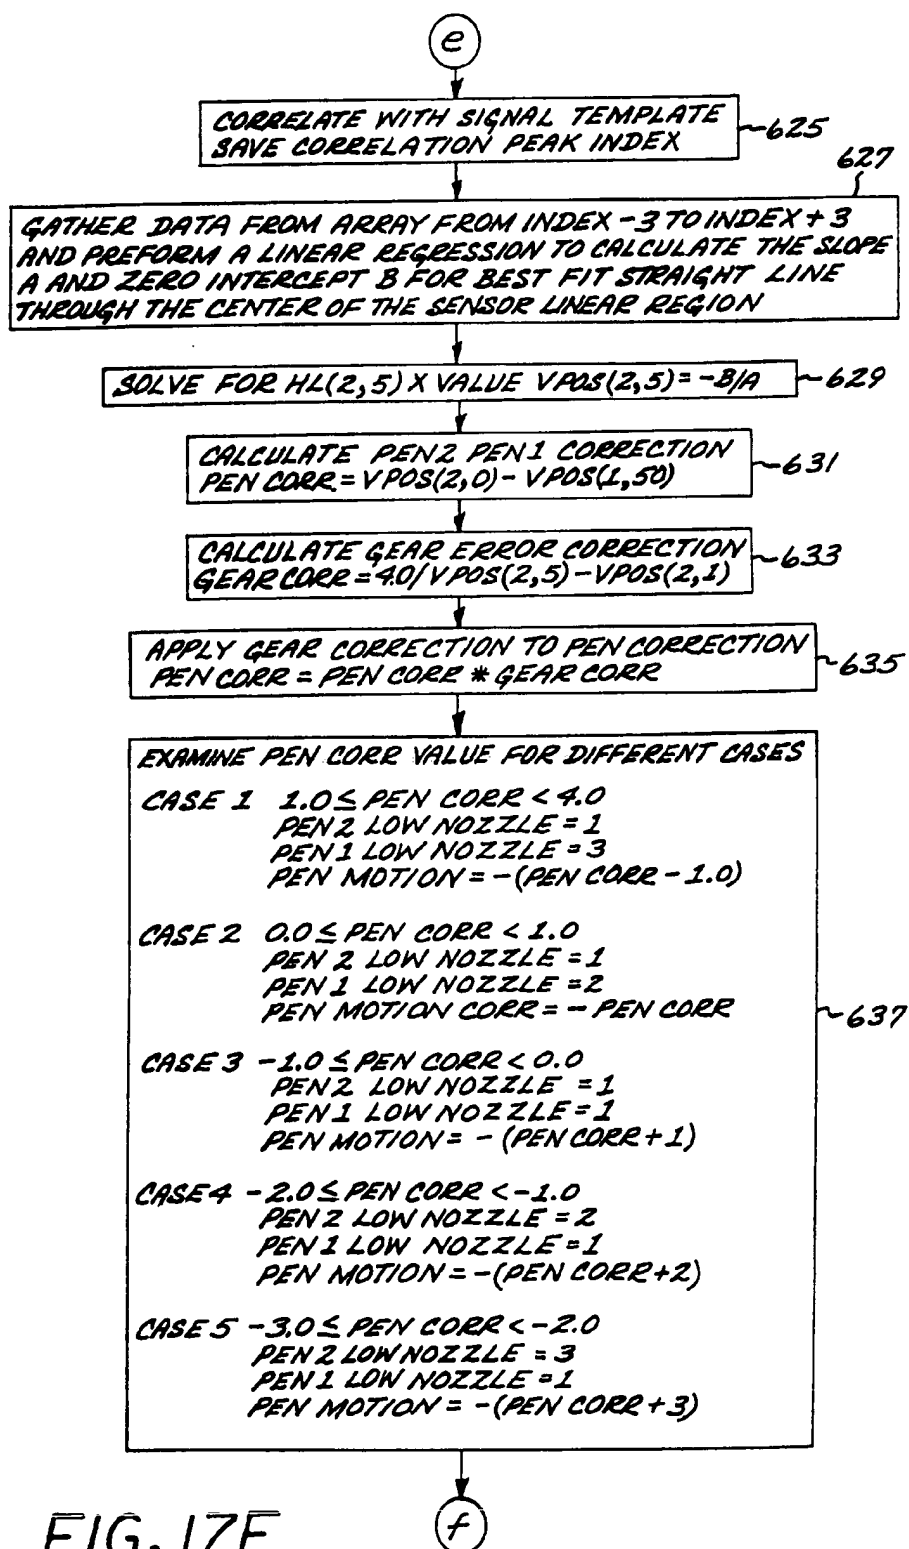 e
CORRELATE WITH SIGNAL TEMPLATE
SAVE CORRELATION PEAK INDEX
625
627
GATHER DATA FROM ARRAY FROM INDEX -3 TO INDEX + 3
AND PREFORM A LINEAR REGRESSION TO CALCULATE THE SLOPE
A AND ZERO INTERCEPT B FOR BEST FIT STRAIGHT LINE
THROUGH THE CENTER OF THE SENSOR LINEAR REGION
SOLVE FOR HL(2,5) X VALUE VPOS(2,5) = -B/A
629
CALCULATE PEN2 PEN1 CORRECTION
PEN CORR = VPOS(2,0) - VPOS(1,50)
631
CALCULATE GEAR ERROR CORRECTION
GEAR CORR = 4.0/VPOS(2,5) - VPOS(2,1)
633
APPLY GEAR CORRECTION TO PEN CORRECTION
PEN CORR = PEN CORR * GEAR CORR
635
EXAMINE PEN CORR VALUE FOR DIFFERENT CASES
CASE 1 1.0 ≤ PEN CORR < 4.0
PEN 2 LOW NOZZLE = 1
PEN 1 LOW NOZZLE = 3
PEN MOTION = -(PEN CORR - 1.0)
CASE 2 0.0 ≤ PEN CORR < 1.0
PEN 2 LOW NOZZLE = 1
PEN 1 LOW NOZZLE = 2
PEN MOTION CORR = - PEN CORR
637
CASE 3 -1.0 ≤ PEN CORR < 0.0
PEN 2 LOW NOZZLE = 1
PEN 1 LOW NOZZLE = 1
PEN MOTION = - (PEN CORR + 1)
CASE 4 -2.0 ≤ PEN CORR < -1.0
PEN 2 LOW NOZZLE = 2
PEN 1 LOW NOZZLE = 1
PEN MOTION = -(PEN CORR+2)
CASE 5 -3.0 ≤ PEN CORR < -2.0
PEN 2 LOW NOZZLE = 3
PEN 1 LOW NOZZLE = 1
PEN MOTION = -(PEN CORR + 3)
f
FIG. 17E